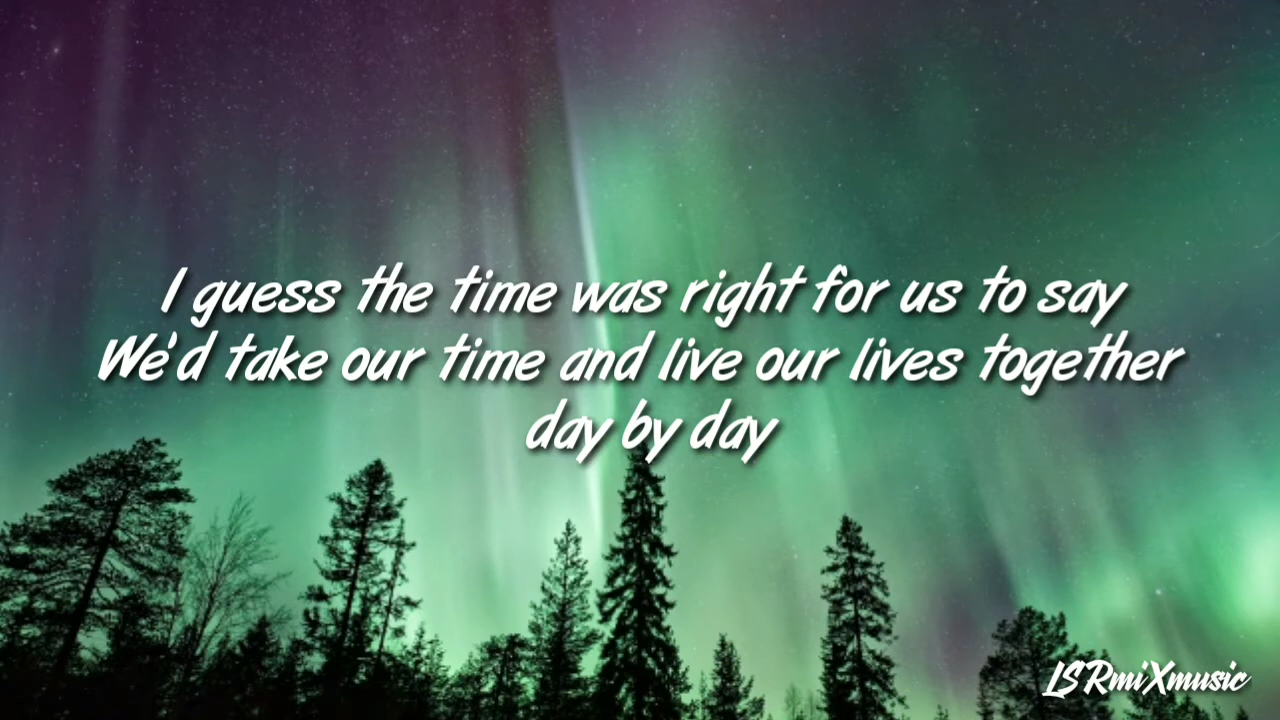 I guess the time was right for us to say
We'd take our time and live our lives together
day by day
LSRmiXmusic